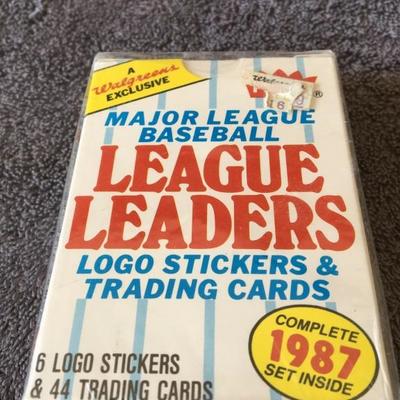 A
Walgreens
EXCLUSIVE
Walgreens
®
MAJOR LEAGUE
BASEBALL
LEAGUE
LEADERS
LOGO STICKERS &
TRADING CARDS
COMPLETE
1987
SET INSIDE
6 LOGO STICKERS
& 44 TRADING CARDS